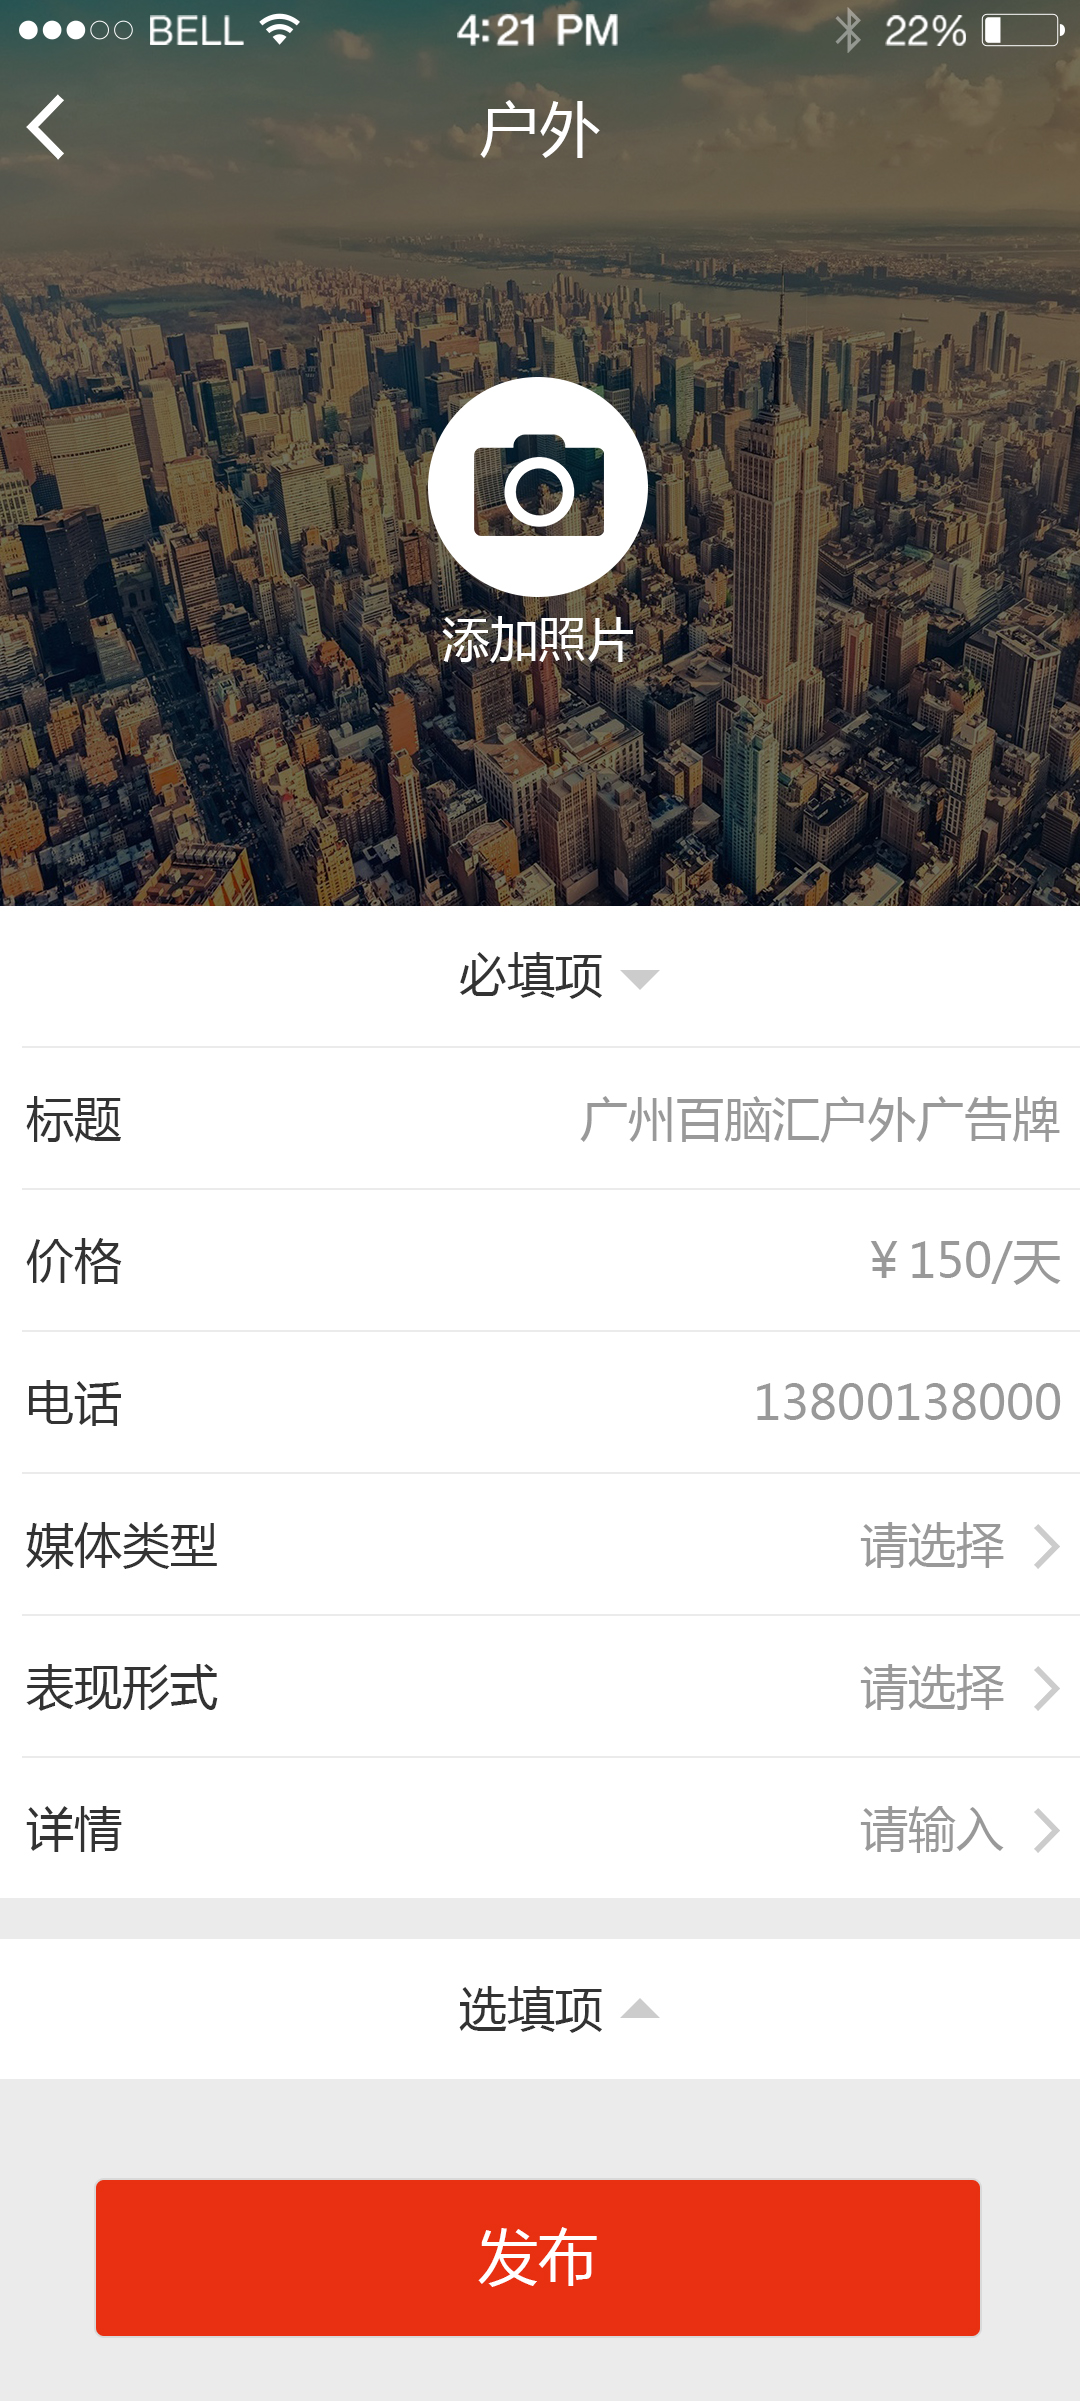 BELL 4:21 PM 22%
户外
添加照片
必填项
标题 广州百脑汇户外广告牌
价格 ¥150/天
电话 13800138000
媒体类型 请选择
表现形式 请选择
详情 请输入
选填项
发布